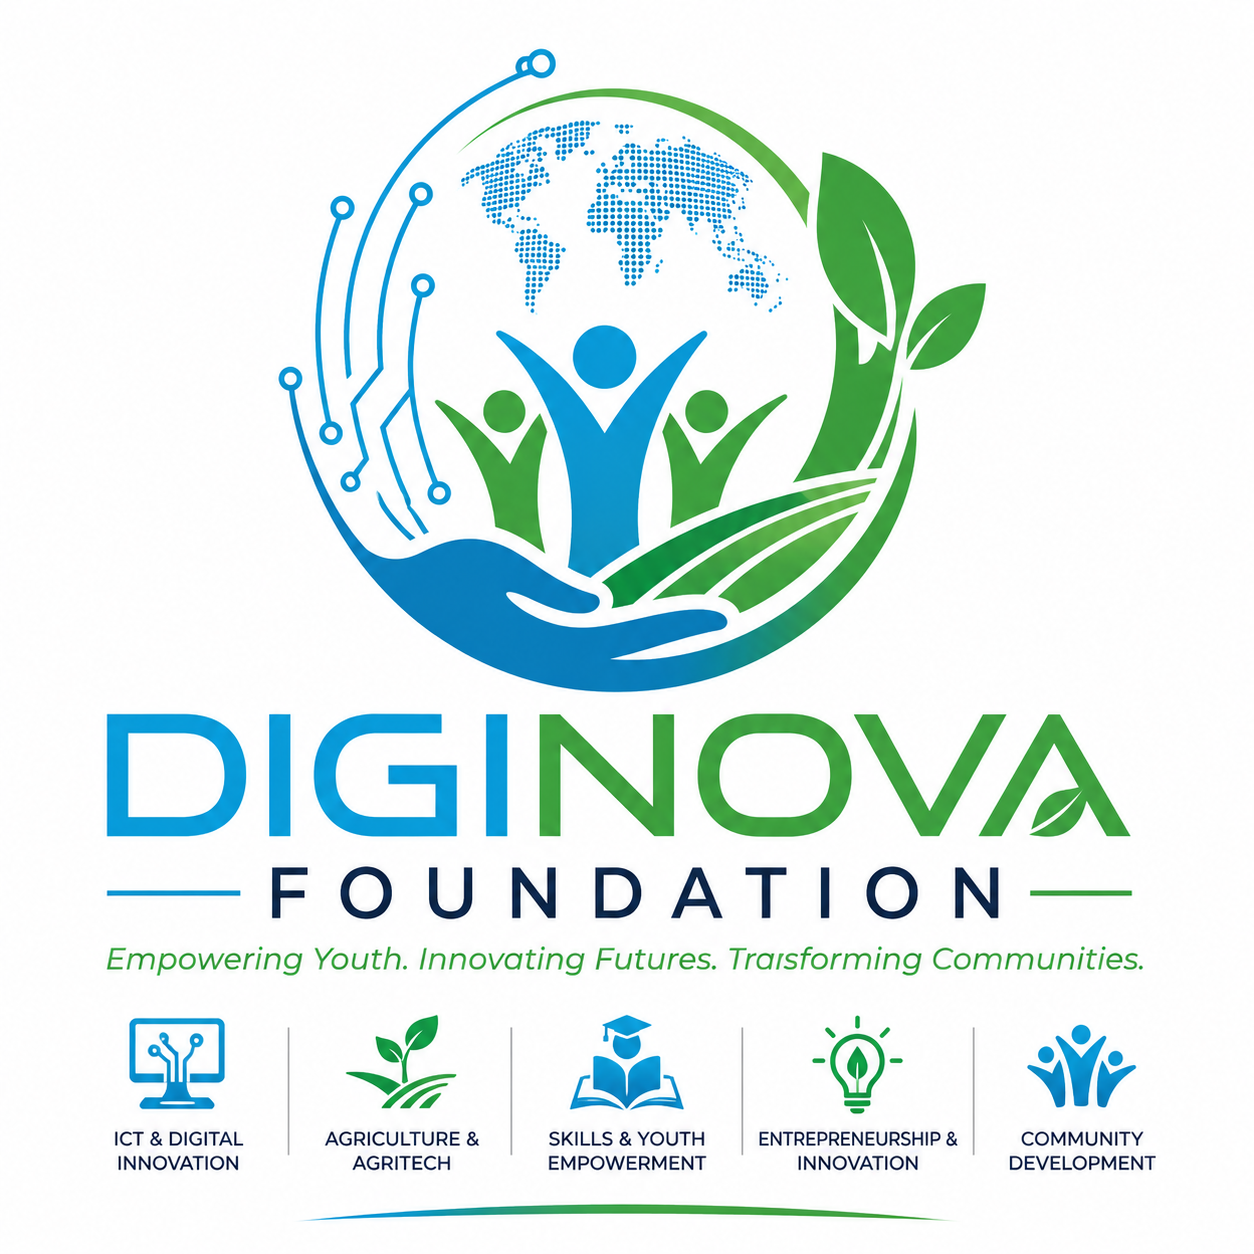 DIGINOVA
FOUNDATION
Empowering Youth. Innovating Futures. Trarsforming Communities.
ICT & DIGITAL
INNOVATION
AGRICULTURE &
AGRITECH
SKILLS & YOUTH
EMPOWERMENT
ENTREPRENEURSHIP &
INNOVATION
COMMUNITY
DEVELOPMENT